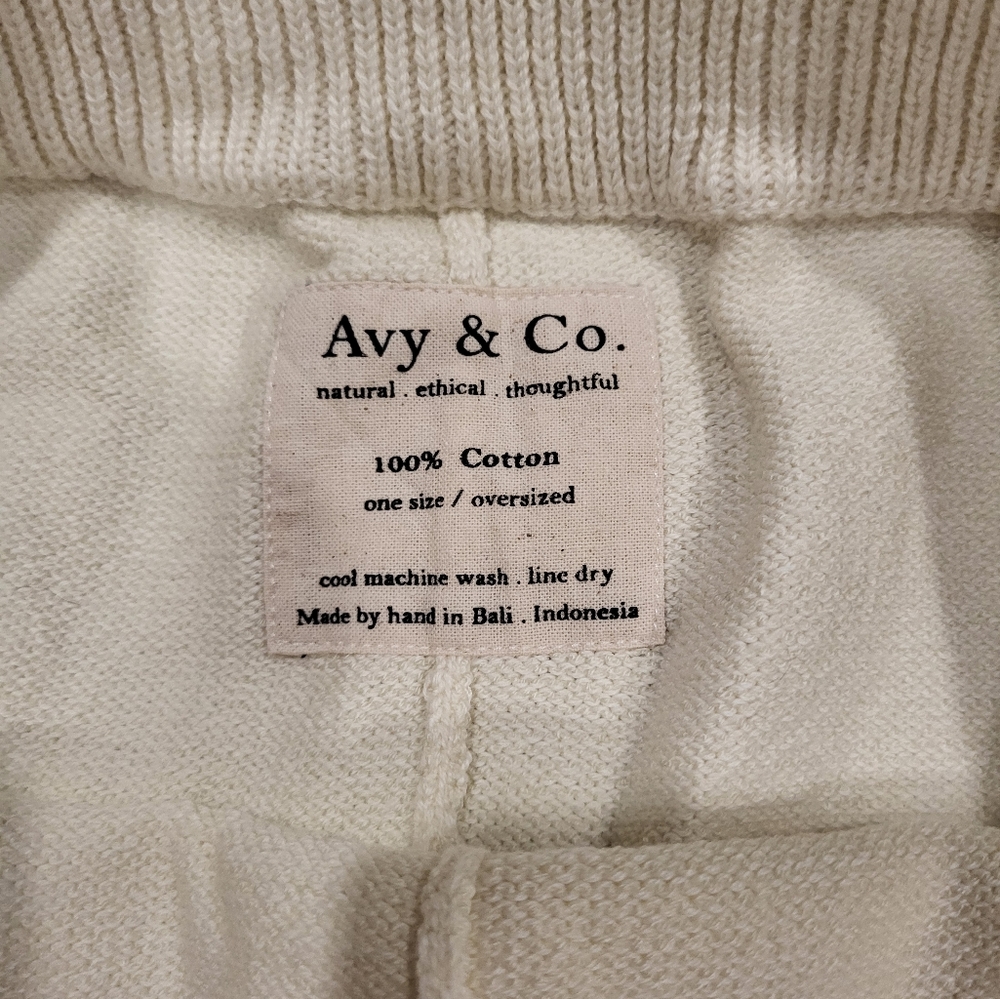 Avy & Co.
natural . ethical . thoughtful
100% Cotton
one size / oversized
cool machine wash . line dry
Made by hand in Bali . Indonesia